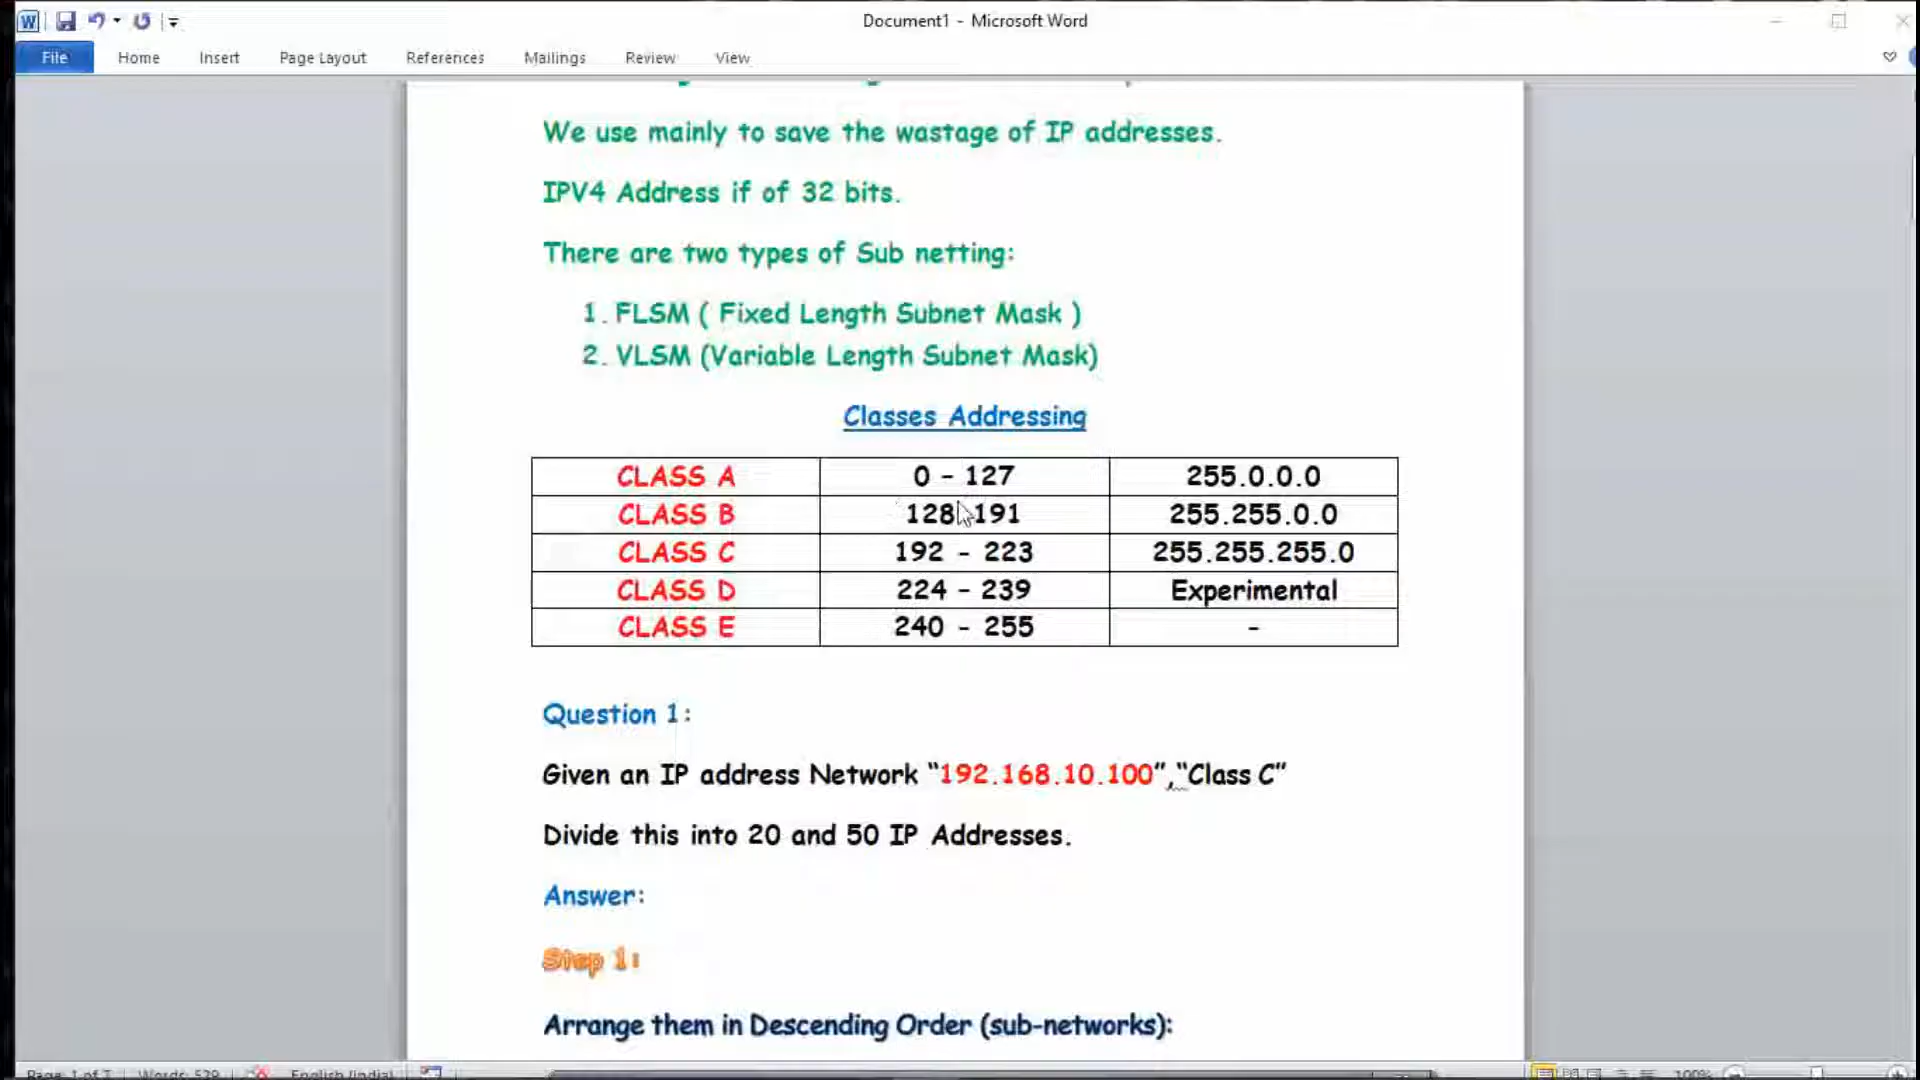 Document1 - Microsoft Word
File Home Insert Page Layout References Mailings Review View
We use mainly to save the wastage of IP addresses.
IPV4 Address if of 32 bits.
There are two types of Sub netting:
1. FLSM ( Fixed Length Subnet Mask )
2. VLSM (Variable Length Subnet Mask)
Classes Addressing
CLASS A 0 - 127 255.0.0.0
CLASS B 128 191 255.255.0.0
CLASS C 192 - 223 255.255.255.0
CLASS D 224 - 239 Experimental
CLASS E 240 - 255 -
Question 1:
Given an IP address Network “192.168.10.100”,“Class C”
Divide this into 20 and 50 IP Addresses.
Answer:
Step 1:
Arrange them in Descending Order (sub-networks):
Words: 539 English (India) 100%